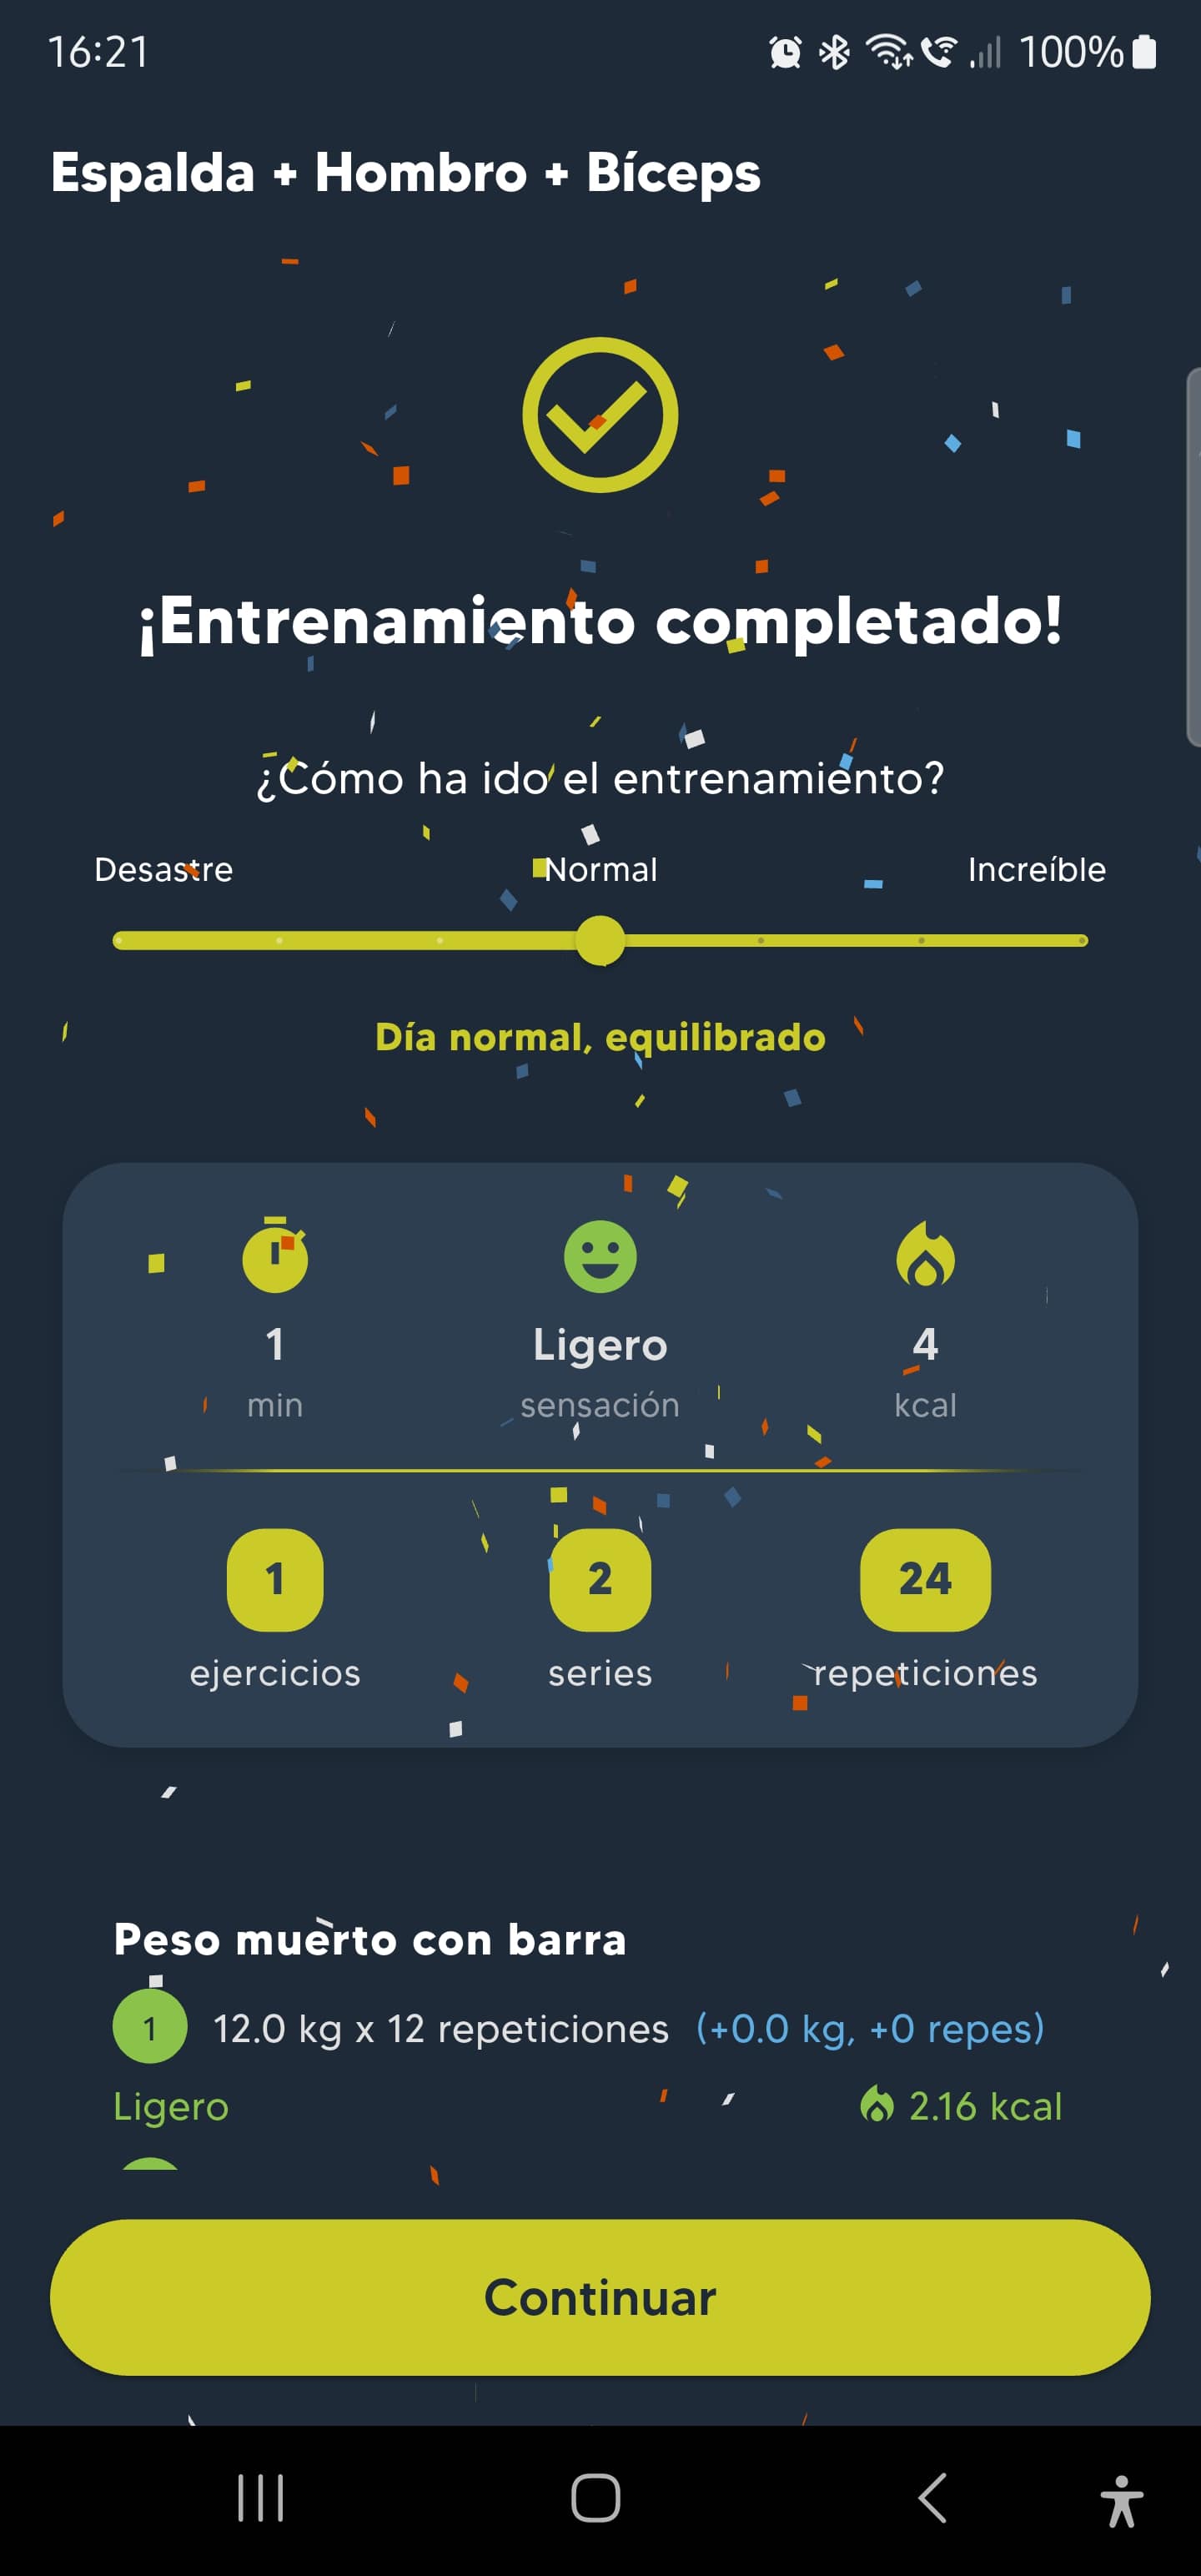 16:21
100%
Espalda + Hombro + Bíceps
¡Entrenamiento completado!
¿Cómo ha ido el entrenamiento?
Desastre Normal Increíble
Día normal, equilibrado
1 Ligero 4
min sensación kcal
1 2 24
ejercicios series repeticiones
Peso muerto con barra
1 12.0 kg x 12 repeticiones (+0.0 kg, +0 repes)
Ligero 2.16 kcal
Continuar